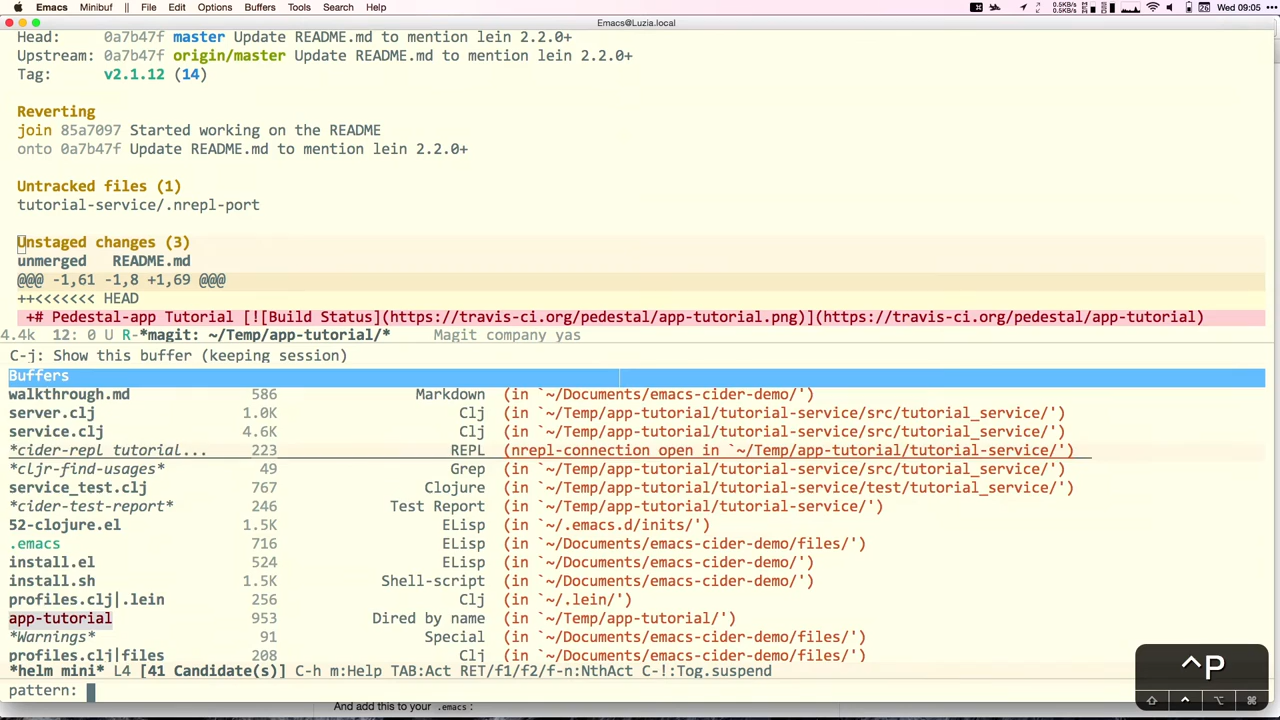 Emacs Minibuf File Edit Options Buffers Tools Search Help 0.5KB/s 0.5KB/s 26 Wed 09:05
Emacs@Luzia.local
Head: 0a7b47f master Update README.md to mention lein 2.2.0+
Upstream: 0a7b47f origin/master Update README.md to mention lein 2.2.0+
Tag: v2.1.12 (14)
Reverting
join 85a7097 Started working on the README
onto 0a7b47f Update README.md to mention lein 2.2.0+
Untracked files (1)
tutorial-service/.nrepl-port
Unstaged changes (3)
unmerged README.md
@@@ -1,61 -1,8 +1,69 @@@
++<<<<<<< HEAD
+# Pedestal-app Tutorial [![Build Status](https://travis-ci.org/pedestal/app-tutorial.png)](https://travis-ci.org/pedestal/app-tutorial)
4.4k 12: 0 U R-*magit: ~/Temp/app-tutorial/* Magit company yas
C-j: Show this buffer (keeping session)
Buffers
walkthrough.md 586 Markdown (in `~/Documents/emacs-cider-demo/')
server.clj 1.0K Clj (in `~/Temp/app-tutorial/tutorial-service/src/tutorial_service/')
service.clj 4.6K Clj (in `~/Temp/app-tutorial/tutorial-service/src/tutorial_service/')
*cider-repl tutorial... 223 REPL (nrepl-connection open in `~/Temp/app-tutorial/tutorial-service/')
*cljr-find-usages* 49 Grep (in `~/Temp/app-tutorial/tutorial-service/src/tutorial_service/')
service_test.clj 767 Clojure (in `~/Temp/app-tutorial/tutorial-service/test/tutorial_service/')
*cider-test-report* 246 Test Report (in `~/Temp/app-tutorial/tutorial-service/')
52-clojure.el 1.5K ELisp (in `~/.emacs.d/inits/')
.emacs 716 ELisp (in `~/Documents/emacs-cider-demo/files/')
install.el 524 ELisp (in `~/Documents/emacs-cider-demo/')
install.sh 1.5K Shell-script (in `~/Documents/emacs-cider-demo/')
profiles.clj|.lein 256 Clj (in `~/.lein/')
app-tutorial 953 Dired by name (in `~/Temp/app-tutorial/')
*Warnings* 91 Special (in `~/Documents/emacs-cider-demo/files/')
profiles.clj|files 208 Clj (in `~/Documents/emacs-cider-demo/files/')
*helm mini* L4 [41 Candidate(s)] C-h m:Help TAB:Act RET/f1/f2/f-n:NthAct C-!:Tog.suspend
pattern:
^P
And add this to your .emacs :